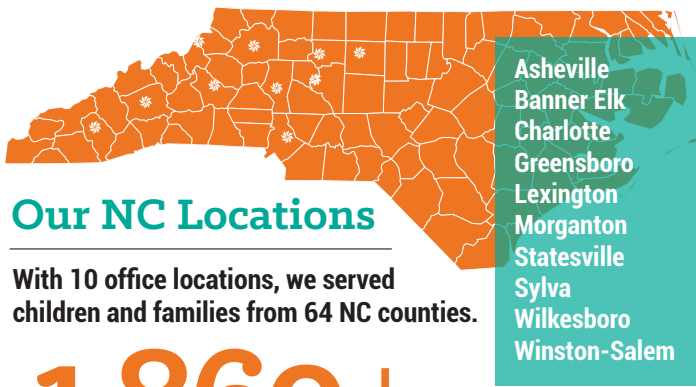 Our NC Locations
With 10 office locations, we served
children and families from 64 NC counties.
Asheville
Banner Elk
Charlotte
Greensboro
Lexington
Morganton
Statesville
Sylva
Wilkesboro
Winston-Salem